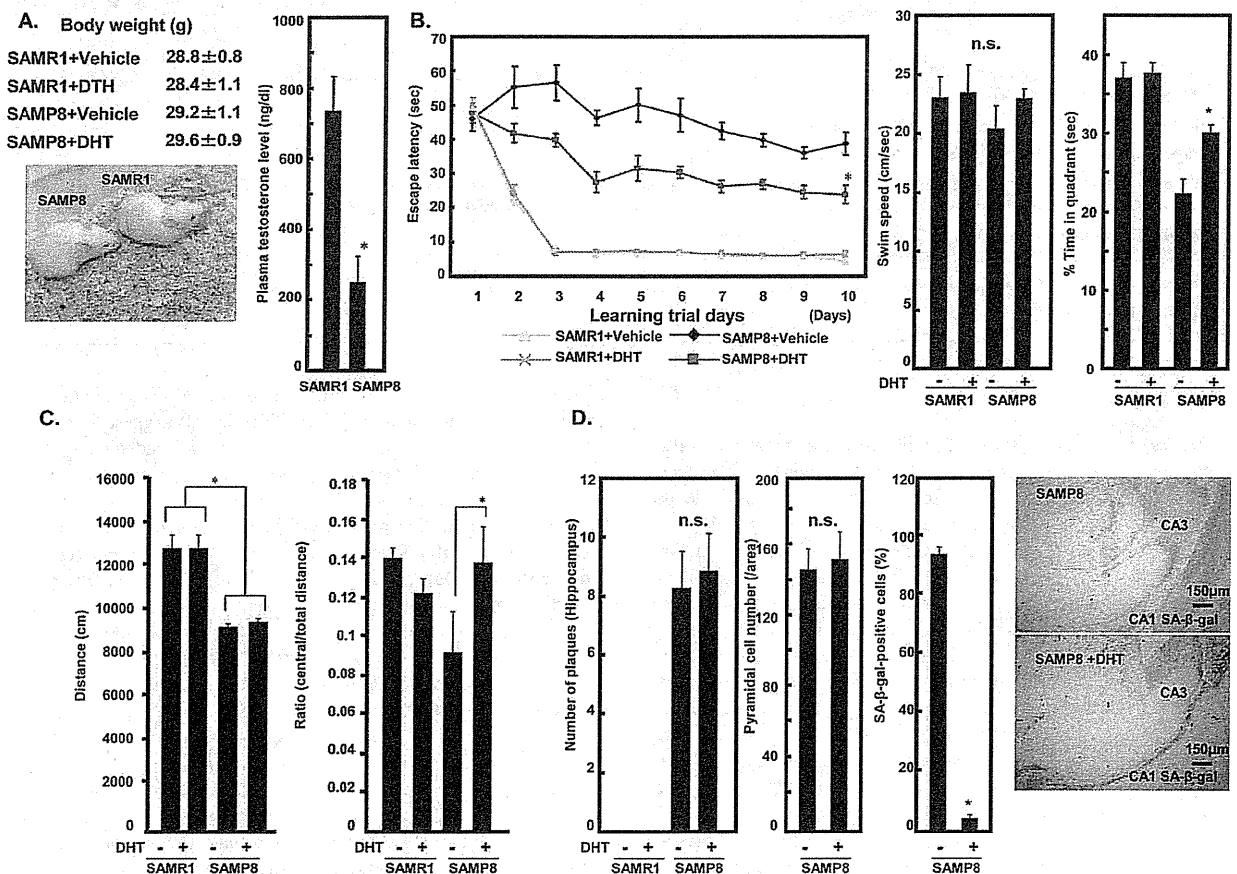 A. Body weight (g)
SAMR1+Vehicle 28.8±0.8
SAMR1+DTH 28.4±1.1
SAMP8+Vehicle 29.2±1.1
SAMP8+DHT 29.6±0.9
SAMR1
SAMP8
Plasma testosterone level (ng/dl)
1000
800
600
400
200
0
*
SAMR1 SAMP8
B.
Escape latency (sec)
70
60
50
40
30
20
10
0
*
1 2 3 4 5 6 7 8 9 10
Learning trial days (Days)
SAMR1+Vehicle SAMP8+Vehicle
SAMR1+DHT SAMP8+DHT
Swim speed (cm/sec)
30
25
20
15
10
5
0
n.s.
DHT - + - +
SAMR1 SAMP8
% Time in quadrant (sec)
40
30
20
10
0
*
- + - +
SAMR1 SAMP8
C.
Distance (cm)
16000
14000
12000
10000
8000
6000
4000
2000
0
*
DHT - + - +
SAMR1 SAMP8
Ratio (central/total distance)
0.18
0.16
0.14
0.12
0.1
0.08
0.06
0.04
0.02
0
*
DHT - + - +
SAMR1 SAMP8
D.
Number of plaques (Hippocampus)
12
10
8
6
4
2
0
n.s.
DHT - + - +
SAMR1 SAMP8
Pyramidal cell number (/area)
200
160
120
80
40
0
n.s.
- +
SAMP8
SA-β-gal-positive cells (%)
120
100
80
60
40
20
0
*
- +
SAMP8
SAMP8
CA3
150μm
CA1 SA-β-gal
SAMP8 +DHT
CA3
150μm
CA1 SA-β-gal